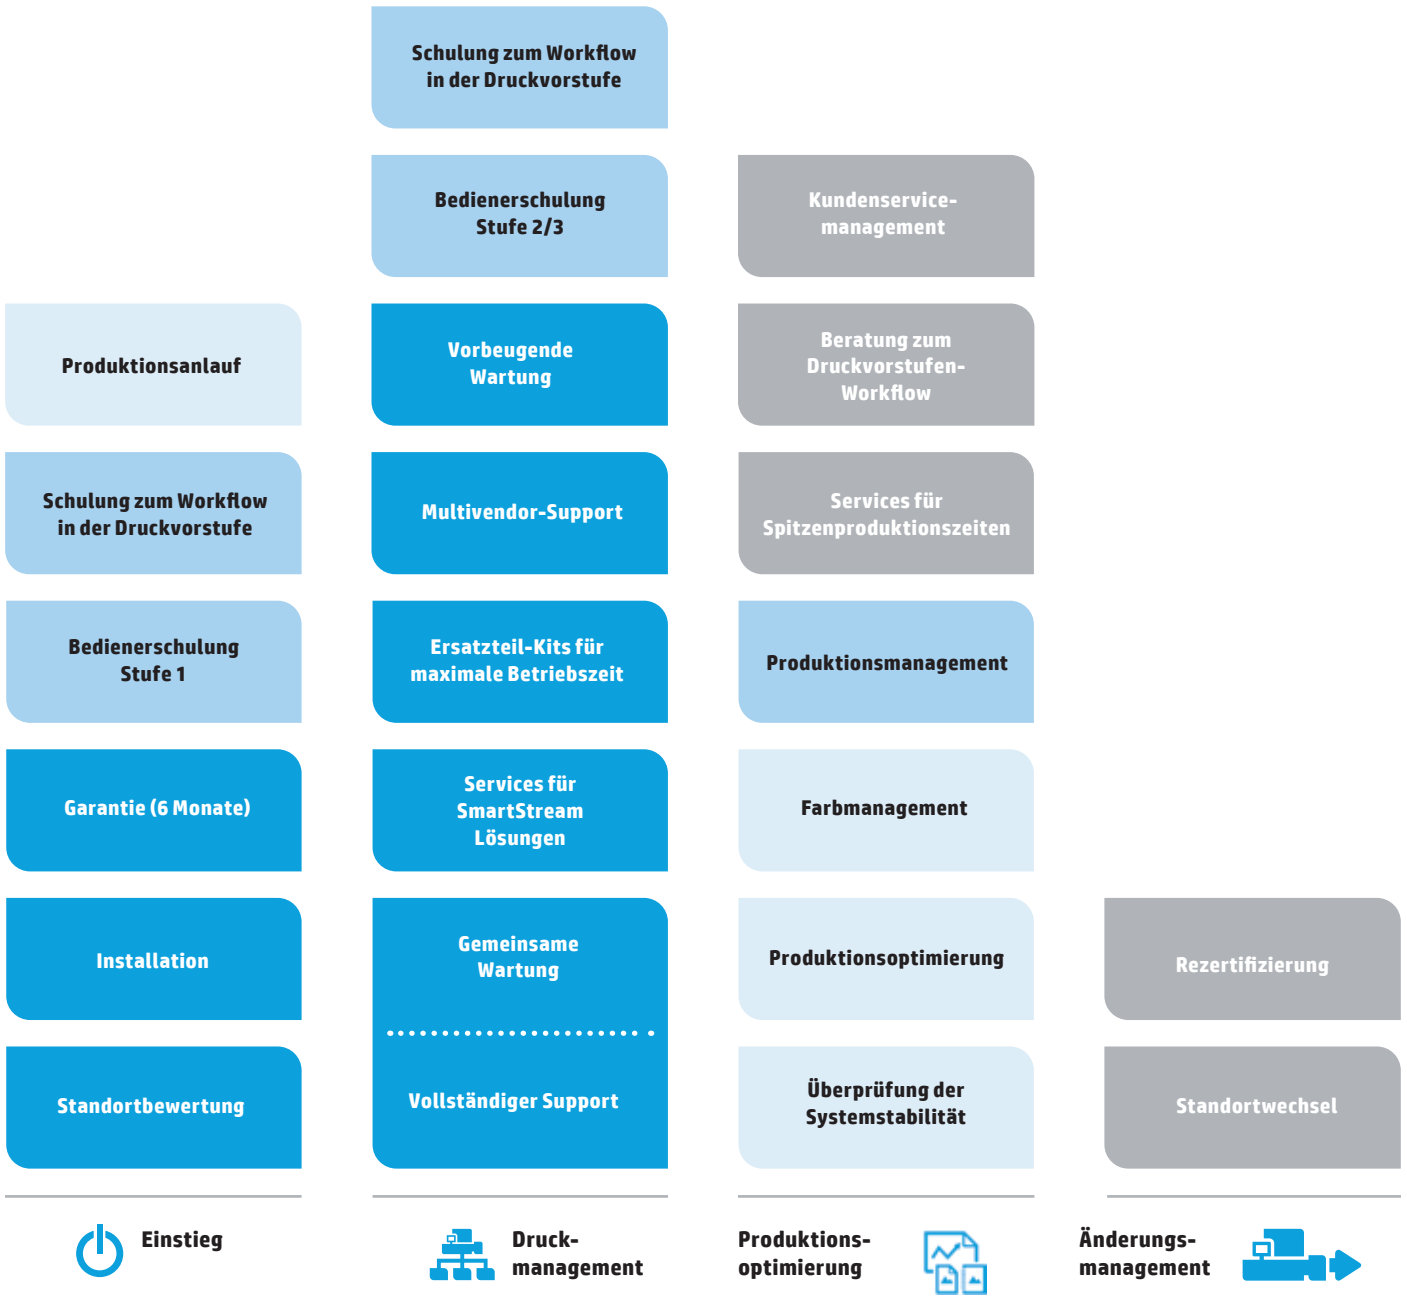 Schulung zum Workflow
in der Druckvorstufe
Bedienerschulung
Stufe 2/3
Kundenservice-
management
Produktionsanlauf
Vorbeugende
Wartung
Beratung zum
Druckvorstufen-
Workflow
Schulung zum Workflow
in der Druckvorstufe
Multivendor-Support
Services für
Spitzenproduktionszeiten
Bedienerschulung
Stufe 1
Ersatzteil-Kits für
maximale Betriebszeit
Produktionsmanagement
Garantie (6 Monate)
Services für
SmartStream
Lösungen
Farbmanagement
Installation
Gemeinsame
Wartung
Produktionsoptimierung
Rezertifizierung
Standortbewertung
Vollständiger Support
Überprüfung der
Systemstabilität
Standortwechsel
Einstieg
Druck-
management
Produktions-
optimierung
Änderungs-
management